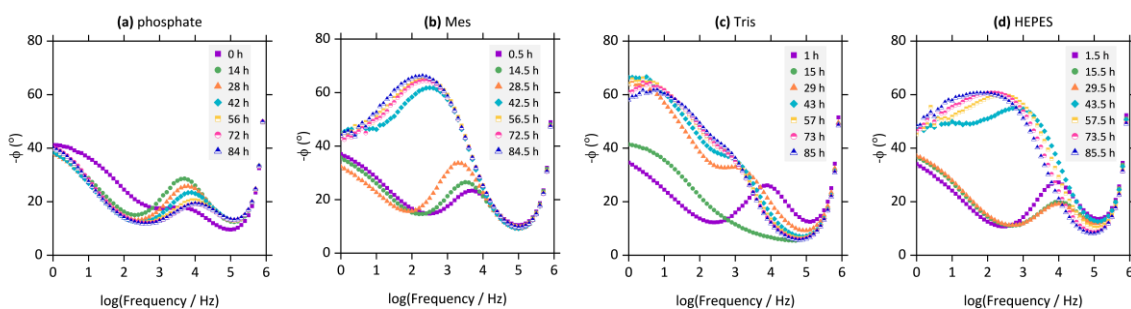 (a) phosphate
80
60
40
20
0
-ϕ (°)
0 h
14 h
28 h
42 h
56 h
72 h
84 h
0 1 2 3 4 5 6
log(Frequency / Hz)
(b) Mes
80
60
40
20
0
-ϕ (°)
0.5 h
14.5 h
28.5 h
42.5 h
56.5 h
72.5 h
84.5 h
0 1 2 3 4 5 6
log(Frequency / Hz)
(c) Tris
80
60
40
20
0
-ϕ (°)
1 h
15 h
29 h
43 h
57 h
73 h
85 h
0 1 2 3 4 5 6
log(Frequency / Hz)
(d) HEPES
80
60
40
20
0
-ϕ (°)
1.5 h
15.5 h
29.5 h
43.5 h
57.5 h
73.5 h
85.5 h
0 1 2 3 4 5 6
log(Frequency / Hz)